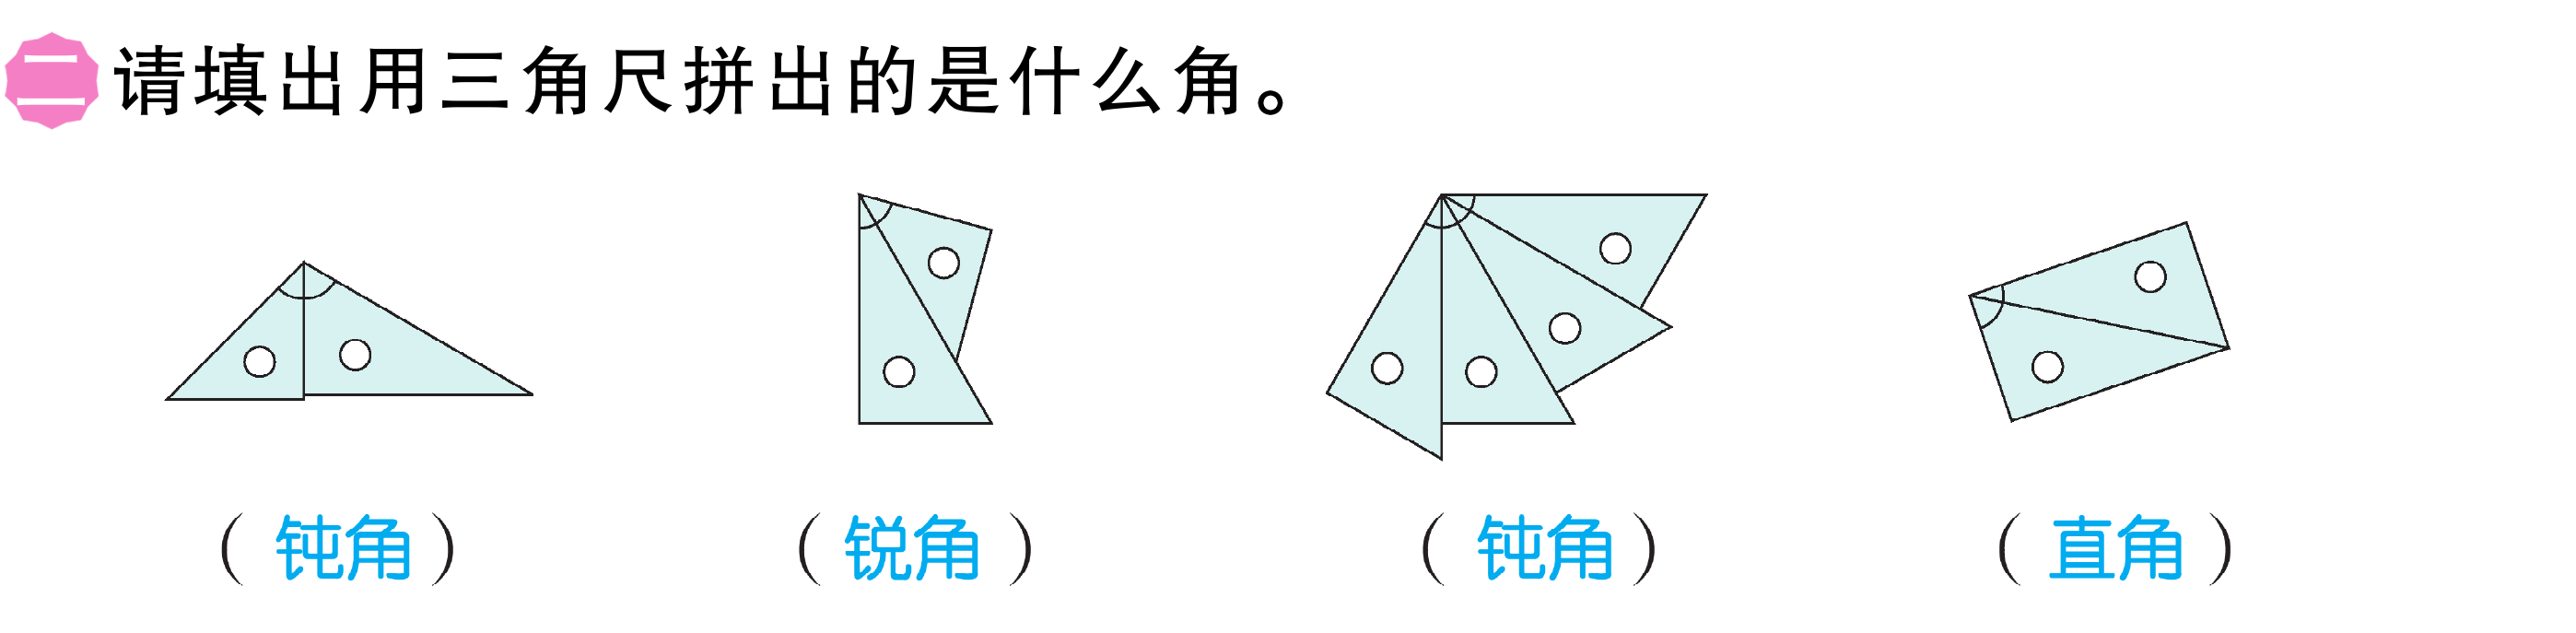 二 请填出用三角尺拼出的是什么角。
（ 钝角 ） （ 锐角 ） （ 钝角 ） （ 直角 ）